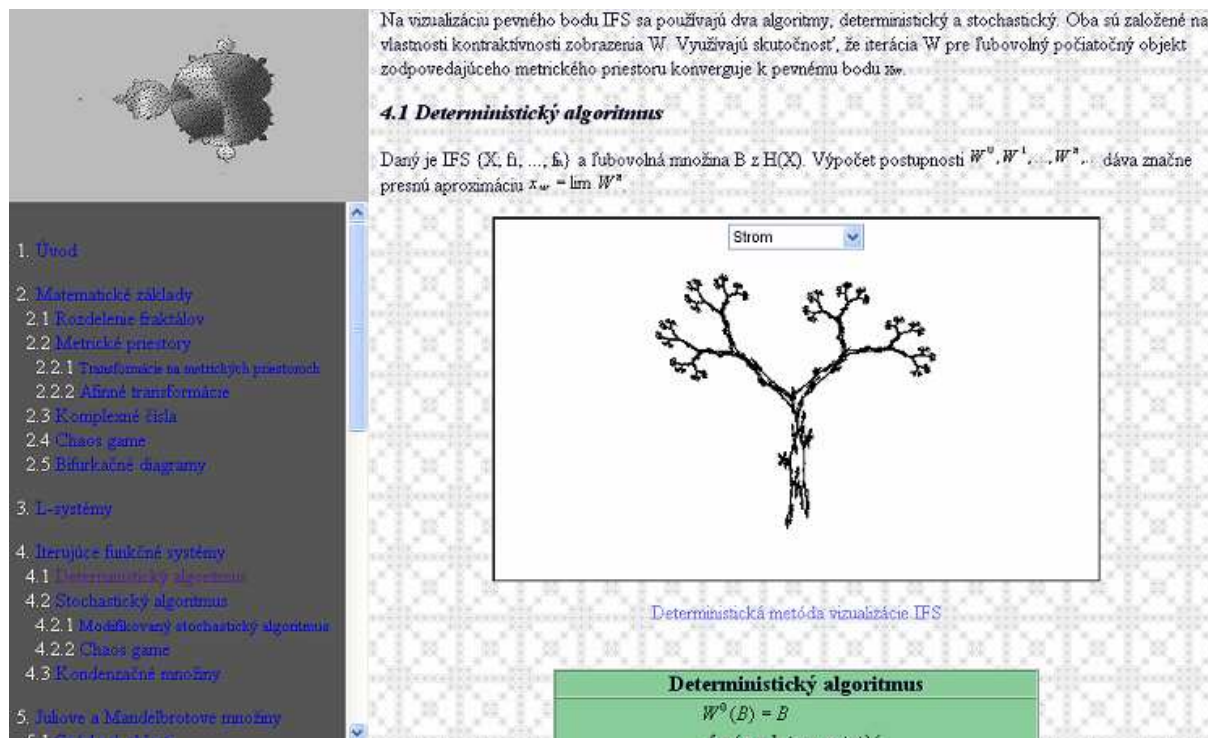 Na vizualizáciu pevného bodu IFS sa používajú dva algoritmy, deterministický a stochastický. Oba sú založené na
vlastnosti kontraktívnosti zobrazenia W. Využívajú skutočnosť, že iterácia W pre ľubovolný počiatočný objekt
zodpovedajúceho metrického priestoru konverguje k pevnému bodu xw.
4.1 Deterministický algoritmus
Daný je IFS {X; f1, ..., fn} a ľubovolná množina B z H(X). Výpočet postupnosti W⁰, W¹, ..., Wⁿ, ... dáva značne
presnú aproximáciu x_w = lim Wⁿ.
Strom
Deterministická metóda vizualizácie IFS
Deterministický algoritmus
W⁰(B) = B
1. Úvod
2. Matematické základy
2.1 Rozdelenie fraktálov
2.2 Metrické priestory
2.2.1 Transformácie na metrických priestoroch
2.2.2 Afinné transformácie
2.3 Komplexné čísla
2.4 Chaos game
2.5 Bifurkačné diagramy
3. L-systémy
4. Iterujúce funkčné systémy
4.1 Deterministický algoritmus
4.2 Stochastický algoritmus
4.2.1 Modifikovaný stochastický algoritmus
4.2.2 Chaos game
4.3 Kondenzačné množiny
5. Juliove a Mandelbrotove množiny